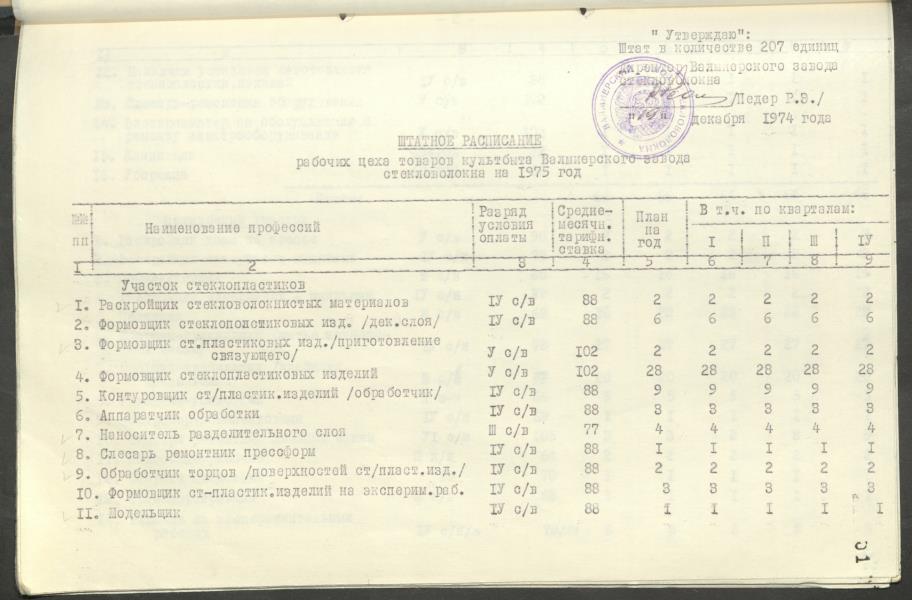 " Утверждаю":
Штат в количестве 207 единиц
Директор Валмиерского завода
стекловолокна
/Педер Р.Э./
" " декабря 1974 года
ШТАТНОЕ РАСПИСАНИЕ
рабочих цеха товаров культбыта Валмиерского завода
стекловолокна на 1975 год
№№ пп | Наименование профессий | Разряд условия оплаты | Средне-месячн. тарифн. ставка | План на год | В т.ч. по кварталам: I | П | Ш | IУ
I | 2 | 3 | 4 | 5 | 6 | 7 | 8 | 9
Участок стеклопластиков
I. Раскройщик стекловолокнистых материалов IУ с/в 88 2 2 2 2 2
2. Формовщик стеклополстиковых изд. /дек.слоя/ IУ с/в 88 6 6 6 6 6
3. Формовщик ст.пластиковых изд./приготовление
связующего/ У с/в 102 2 2 2 2 2
4. Формовщик стеклопластиковых изделий У с/в 102 28 28 28 28 28
5. Контуровщик ст/пластик.изделий /обработчик/ IУ с/в 88 9 9 9 9 9
6. Аппаратчик обработки IУ с/в 88 3 3 3 3 3
7. Наноситель разделительного слоя Ш с/в 77 4 4 4 4 4
8. Слесарь ремонтник прессформ IУ с/в 88 I I I I I
9. Обработчик торцов /поверхностей ст/пласт.изд./ IУ с/в 88 2 2 2 2 2
IO. Формовщик ст-пластик.изделий на эксперим.раб. IУ с/в 88 3 3 3 3 3
II. Модельщик IУ с/в 88 I I I I I
51